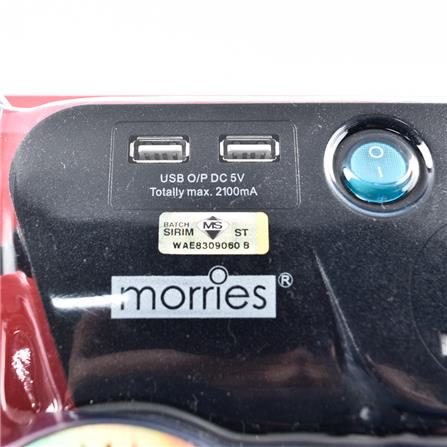 USB O/P DC 5V
Totally max. 2100mA
BATCH
SIRIM MS ST
WAE8309060 B
morries®